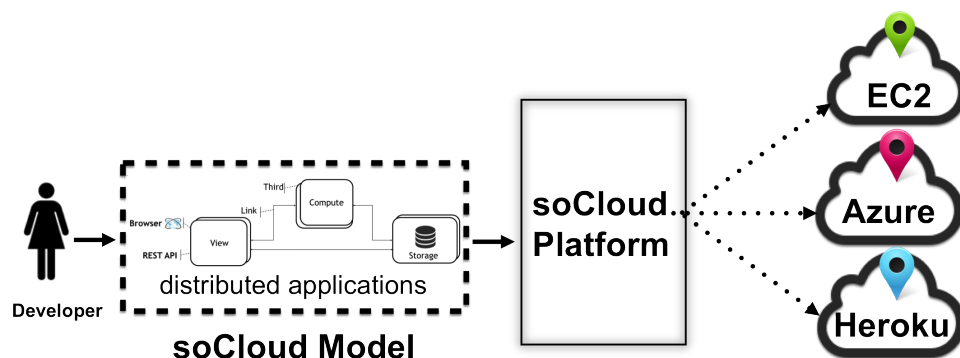 Developer
Third
Link
Compute
Browser
View
REST API
Storage
distributed applications
soCloud Model
soCloud
Platform
EC2
Azure
Heroku